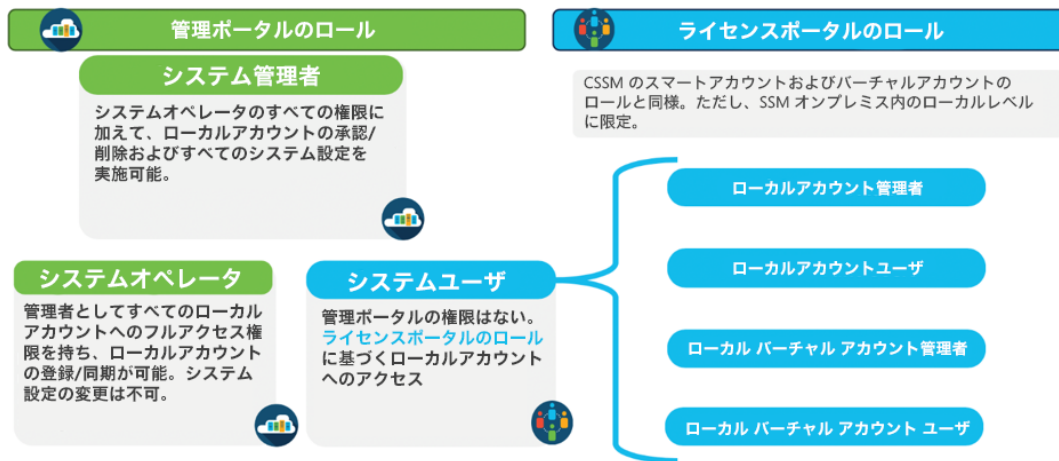 管理ポータルのロール
システム管理者
システムオペレータのすべての権限に
加えて、ローカルアカウントの承認/
削除およびすべてのシステム設定を
実施可能。
システムオペレータ
管理者としてすべてのローカル
アカウントへのフルアクセス権
限を持ち、ローカルアカウント
の登録/同期が可能。システム
設定の変更は不可。
システムユーザ
管理ポータルの権限はない。
ライセンスポータルのロール
に基づくローカルアカウント
へのアクセス
ライセンスポータルのロール
CSSM のスマートアカウントおよびバーチャルアカウントの
ロールと同様。ただし、SSM オンプレミス内のローカルレベル
に限定。
ローカルアカウント管理者
ローカルアカウントユーザ
ローカル バーチャル アカウント管理者
ローカル バーチャル アカウント ユーザ